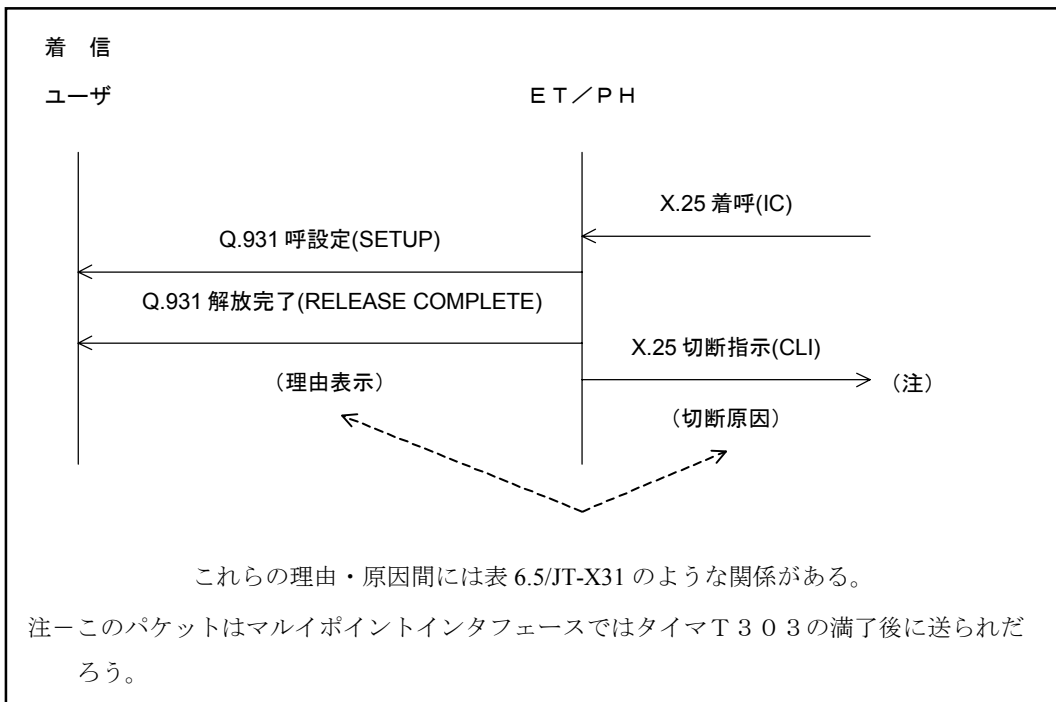 着　信
ユーザ
ＥＴ／ＰＨ
X.25 着呼(IC)
Q.931 呼設定(SETUP)
Q.931 解放完了(RELEASE COMPLETE)
X.25 切断指示(CLI)
（理由表示）
（注）
（切断原因）
これらの理由・原因間には表 6.5/JT-X31 のような関係がある。
注－このパケットはマルイポイントインタフェースではタイマＴ３０３の満了後に送られだ
ろう。